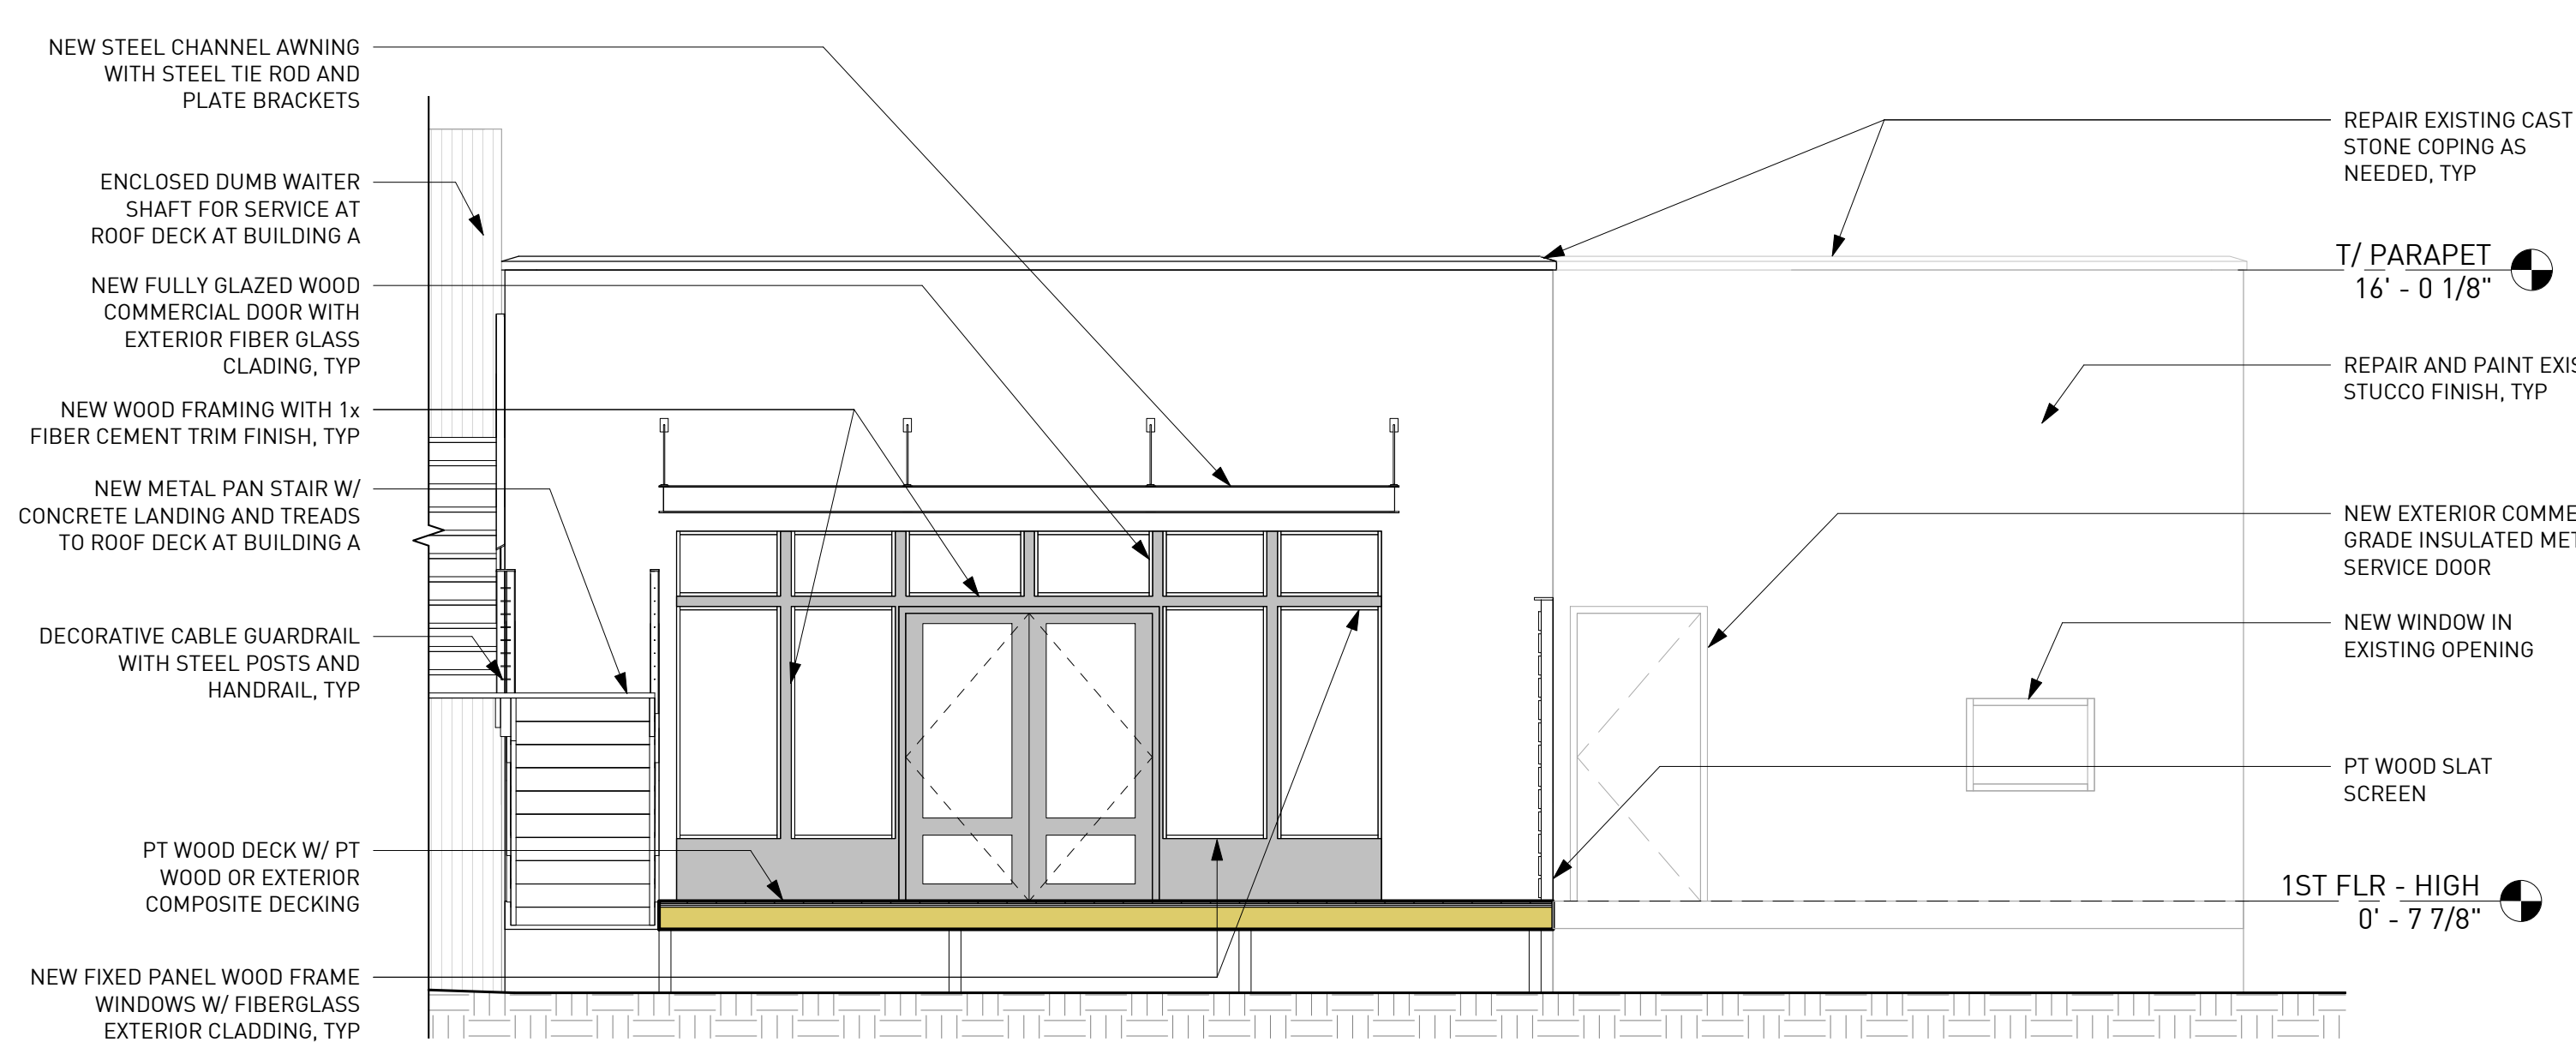 NEW STEEL CHANNEL AWNING
WITH STEEL TIE ROD AND
PLATE BRACKETS
ENCLOSED DUMB WAITER
SHAFT FOR SERVICE AT
ROOF DECK AT BUILDING A
NEW FULLY GLAZED WOOD
COMMERCIAL DOOR WITH
EXTERIOR FIBER GLASS
CLADING, TYP
NEW WOOD FRAMING WITH 1x
FIBER CEMENT TRIM FINISH, TYP
NEW METAL PAN STAIR W/
CONCRETE LANDING AND TREADS
TO ROOF DECK AT BUILDING A
DECORATIVE CABLE GUARDRAIL
WITH STEEL POSTS AND
HANDRAIL, TYP
PT WOOD DECK W/ PT
WOOD OR EXTERIOR
COMPOSITE DECKING
NEW FIXED PANEL WOOD FRAME
WINDOWS W/ FIBERGLASS
EXTERIOR CLADDING, TYP
REPAIR EXISTING CAST
STONE COPING AS
NEEDED, TYP
T/ PARAPET
16' - 0 1/8"
REPAIR AND PAINT
STUCCO FINISH, TYP
NEW EXTERIOR
GRADE INSULATED
SERVICE DOOR
NEW WINDOW IN
EXISTING OPENING
PT WOOD SLAT
SCREEN
1ST FLR - HIGH
0' - 7 7/8"